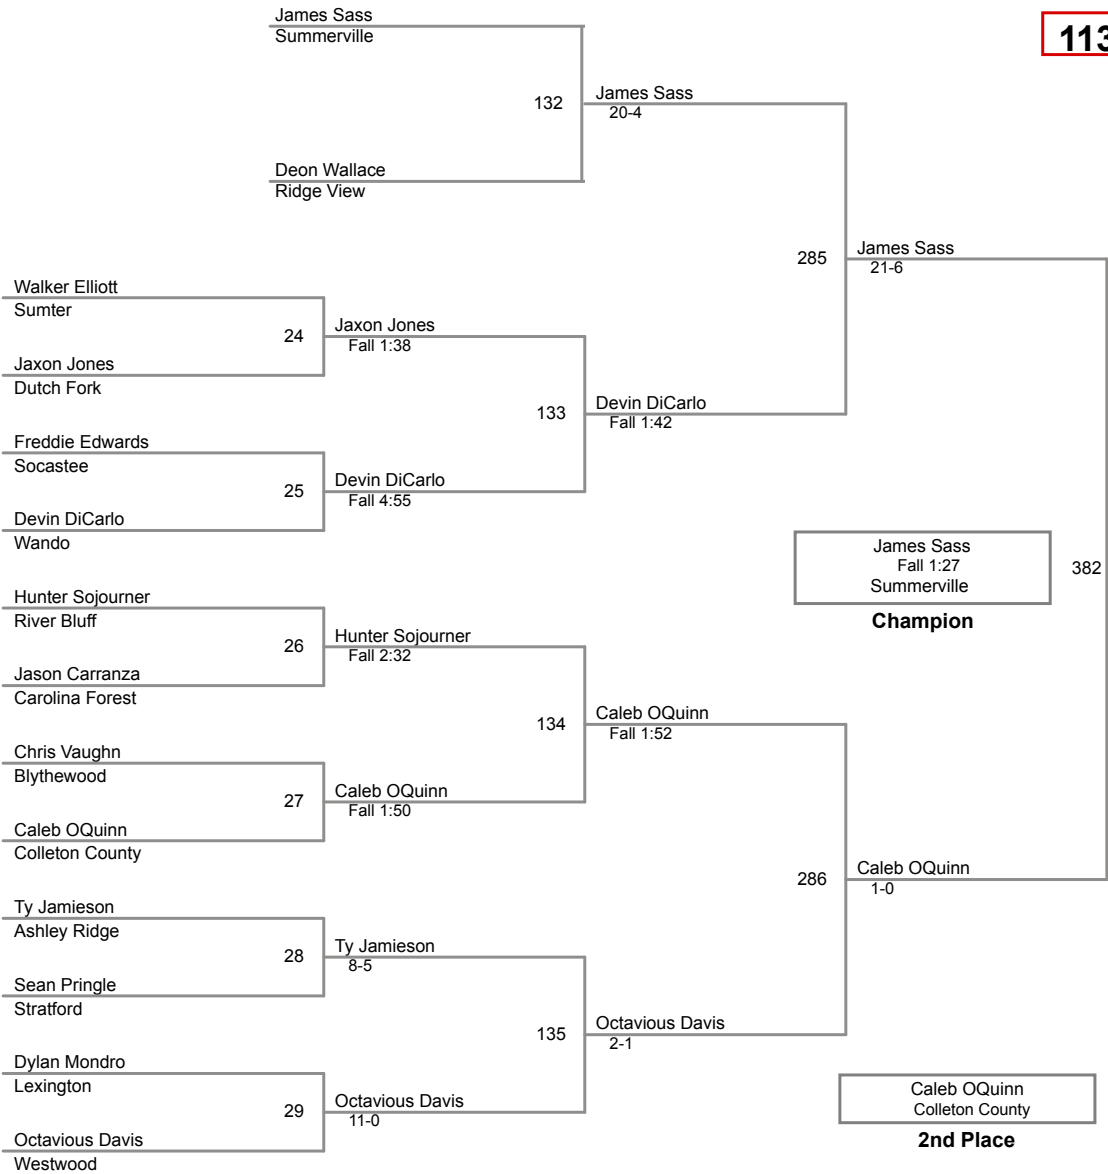 James Sass
Summerville
113
132
James Sass
20-4
Deon Wallace
Ridge View
285
James Sass
21-6
Walker Elliott
Sumter
24
Jaxon Jones
Fall 1:38
Jaxon Jones
Dutch Fork
133
Devin DiCarlo
Fall 1:42
Freddie Edwards
Socastee
25
Devin DiCarlo
Fall 4:55
Devin DiCarlo
Wando
James Sass
Fall 1:27
Summerville
Champion
382
Hunter Sojourner
River Bluff
26
Hunter Sojourner
Fall 2:32
Jason Carranza
Carolina Forest
134
Caleb OQuinn
Fall 1:52
Chris Vaughn
Blythewood
27
Caleb OQuinn
Fall 1:50
Caleb OQuinn
Colleton County
286
Caleb OQuinn
1-0
Ty Jamieson
Ashley Ridge
28
Ty Jamieson
8-5
Sean Pringle
Stratford
135
Octavious Davis
2-1
Dylan Mondro
Lexington
29
Octavious Davis
11-0
Octavious Davis
Westwood
Caleb OQuinn
Colleton County
2nd Place